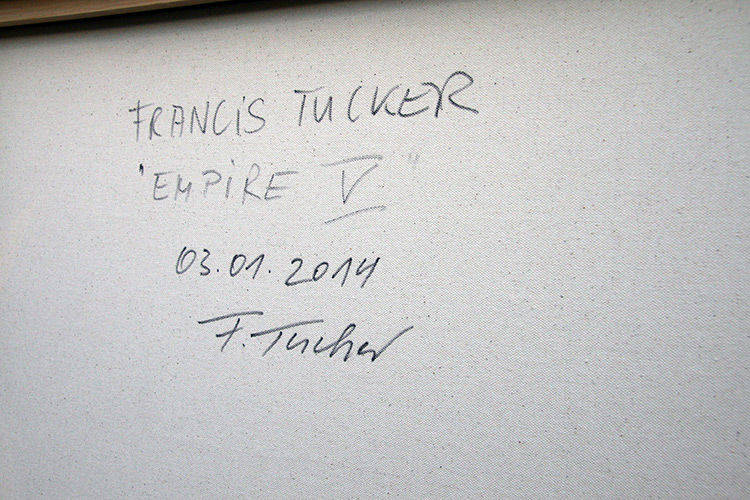 FRANCIS TUCKER
"EMPIRE V"
03.01.2014
F. Tucker